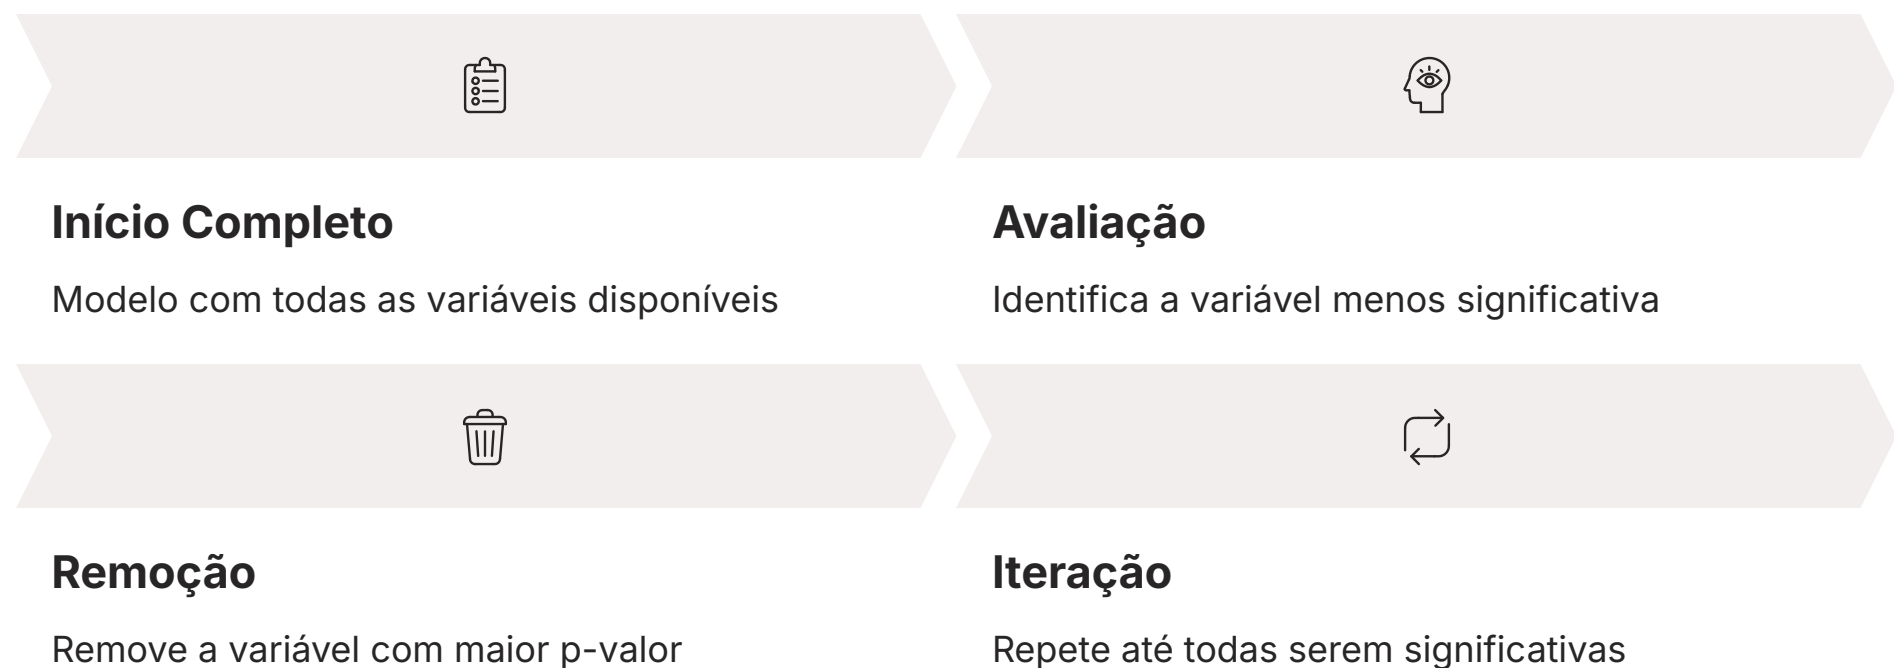 Início Completo
Modelo com todas as variáveis disponíveis
Avaliação
Identifica a variável menos significativa
Remoção
Remove a variável com maior p-valor
Iteração
Repete até todas serem significativas